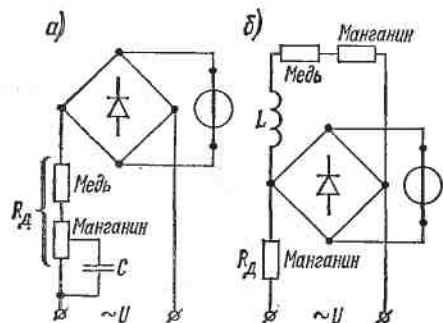 а)
Медь
R_Д
Манганин
C
~U
б)
Медь
Манганин
L
R_Д
Манганин
~U